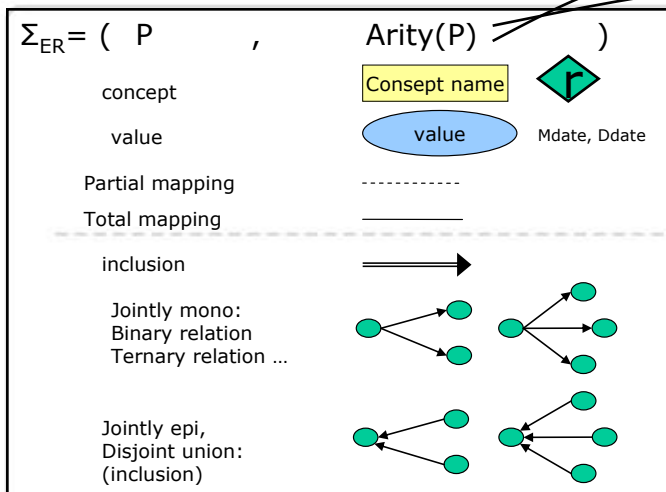 Σ_ER= ( P , Arity(P) )
concept Consept name r
value value Mdate, Ddate
Partial mapping
Total mapping
inclusion
Jointly mono:
Binary relation
Ternary relation …
Jointly epi,
Disjoint union:
(inclusion)